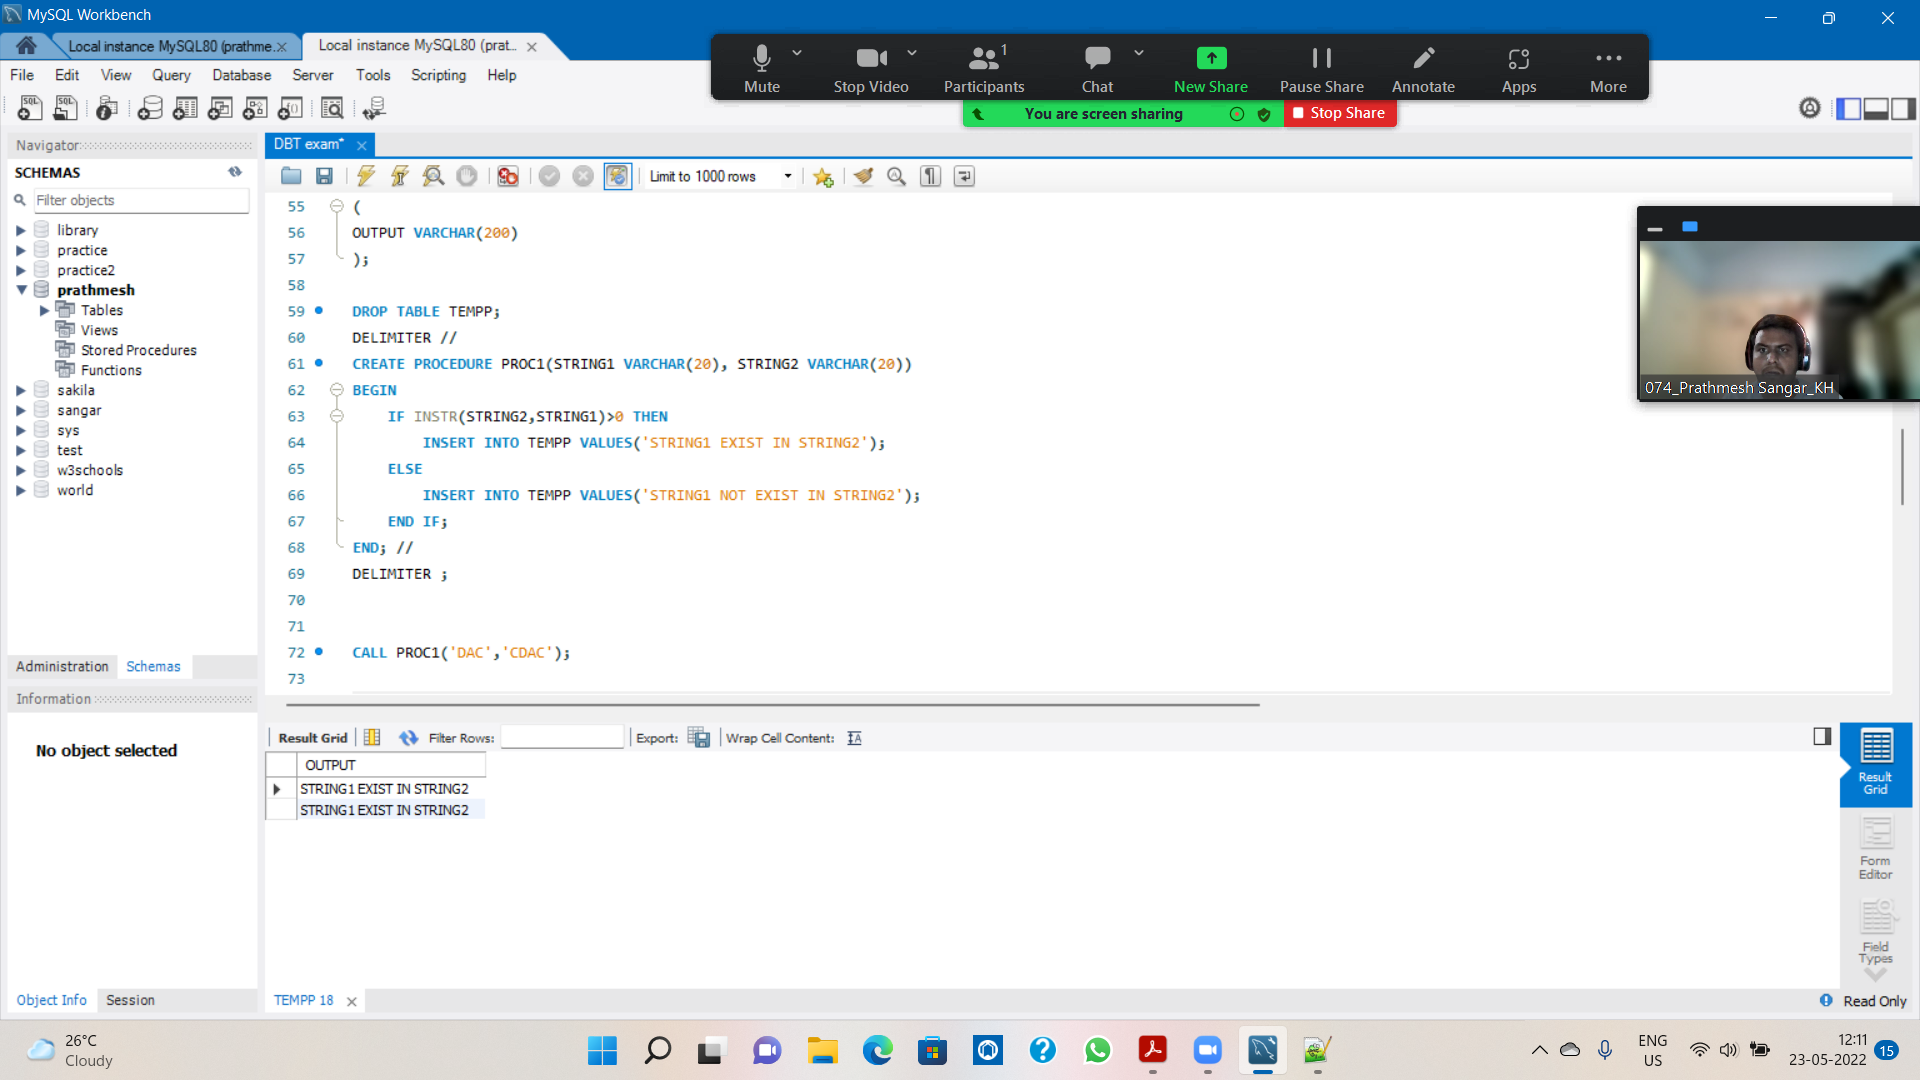 MySQL Workbench
Local instance MySQL80 (prathme.
Local instance MySQL80 (prat...
File Edit View Query Database Server Tools Scripting Help
Mute
Stop Video
1
Participants
Chat
New Share
Pause Share
Annotate
Apps
More
You are screen sharing
Stop Share
Navigator
SCHEMAS
Filter objects
library
practice
practice2
prathmesh
Tables
Views
Stored Procedures
Functions
sakila
sangar
sys
test
w3schools
world
Administration Schemas
Information
No object selected
Object Info Session
DBT exam*
Limit to 1000 rows
55 (
56 OUTPUT VARCHAR(200)
57 );
58
59 DROP TABLE TEMPP;
60 DELIMITER //
61 CREATE PROCEDURE PROC1(STRING1 VARCHAR(20), STRING2 VARCHAR(20))
62 BEGIN
63 IF INSTR(STRING2,STRING1)>0 THEN
64 INSERT INTO TEMPP VALUES('STRING1 EXIST IN STRING2');
65 ELSE
66 INSERT INTO TEMPP VALUES('STRING1 NOT EXIST IN STRING2');
67 END IF;
68 END; //
69 DELIMITER ;
70
71
72 CALL PROC1('DAC','CDAC');
73
074_Prathmesh Sangar_KH
Result Grid Filter Rows: Export: Wrap Cell Content:
OUTPUT
STRING1 EXIST IN STRING2
STRING1 EXIST IN STRING2
Result
Grid
Form
Editor
Field
Types
TEMPP 18
Read Only
26°C
Cloudy
ENG
US
12:11
23-05-2022
15